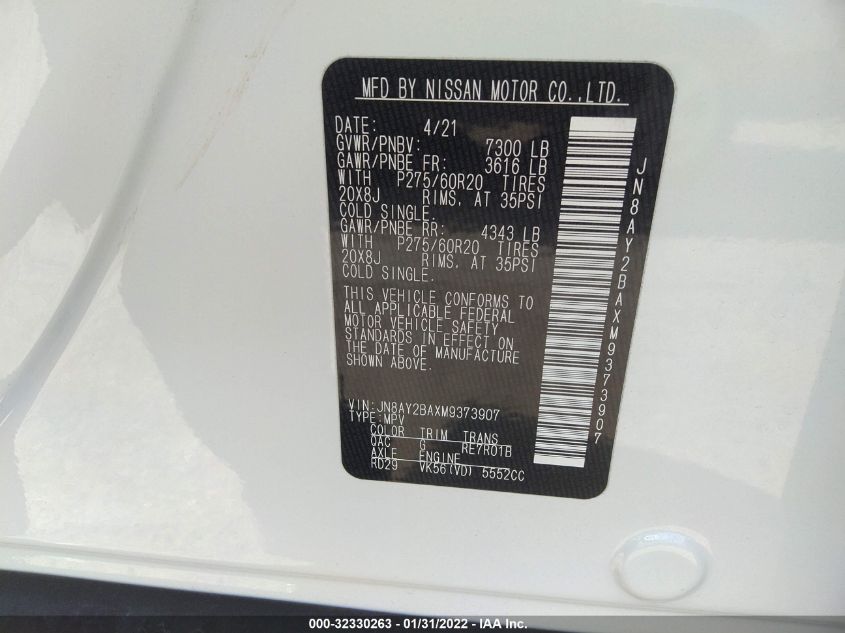 MFD BY NISSAN MOTOR CO.,LTD.
DATE: 4/21
GVWR/PNBV: 7300 LB
GAWR/PNBE FR: 3616 LB
WITH P275/60R20 TIRES
20X8J RIMS, AT 35PSI
COLD SINGLE.
GAWR/PNBE RR: 4343 LB
WITH P275/60R20 TIRES
20X8J RIMS, AT 35PSI
COLD SINGLE.
THIS VEHICLE CONFORMS TO
ALL APPLICABLE FEDERAL
MOTOR VEHICLE SAFETY
STANDARDS IN EFFECT ON
THE DATE OF MANUFACTURE
SHOWN ABOVE.
VIN:JN8AY2BAXM9373907
TYPE:MPV
COLOR TRIM TRANS
QAC G RE7R01B
AXLE ENGINE
RD29 VK56(VD) 5552CC
JN8AY2BAXM9373907
000-32330263 - 01/31/2022 - IAA Inc.